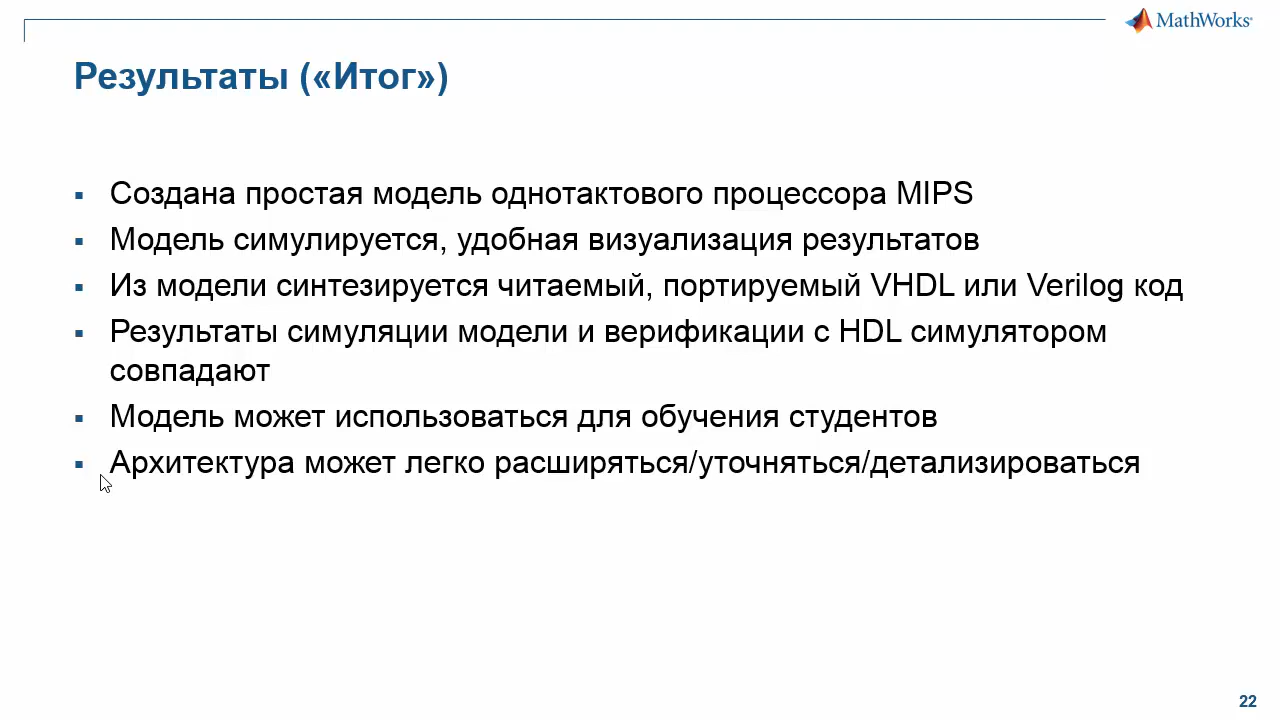 MathWorks
Результаты («Итог»)
Создана простая модель однотактового процессора MIPS
Модель симулируется, удобная визуализация результатов
Из модели синтезируется читаемый, портируемый VHDL или Verilog код
Результаты симуляции модели и верификации с HDL симулятором
совпадают
Модель может использоваться для обучения студентов
Архитектура может легко расширяться/уточняться/детализироваться
22